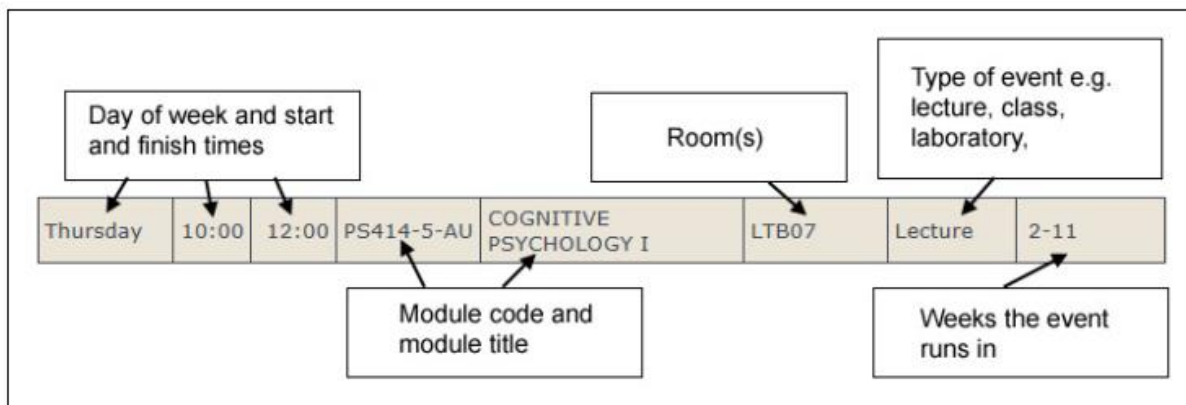 Day of week and start
and finish times
Room(s)
Type of event e.g.
lecture, class,
laboratory,
Thursday 10:00 12:00 PS414-5-AU COGNITIVE
PSYCHOLOGY I LTB07 Lecture 2-11
Module code and
module title
Weeks the event
runs in